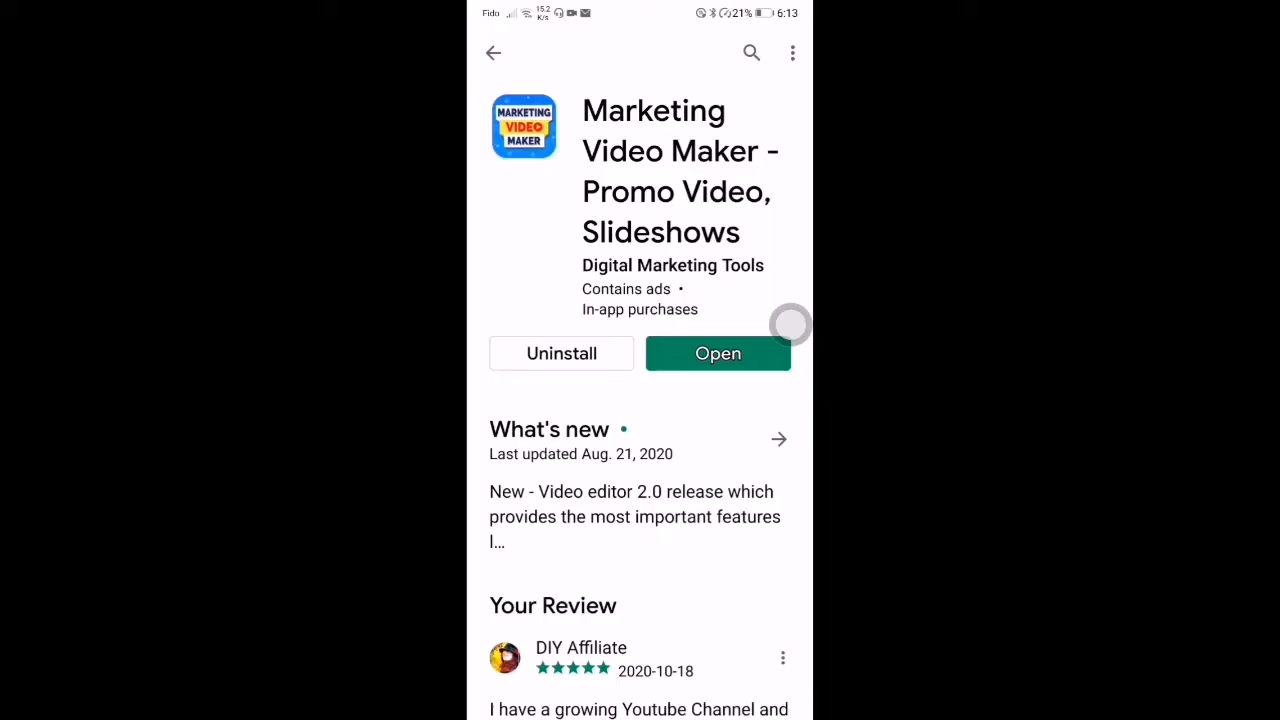 Fido 15.2 K/s 21% 6:13
MARKETING
VIDEO
MAKER
Marketing
Video Maker -
Promo Video,
Slideshows
Digital Marketing Tools
Contains ads •
In-app purchases
Uninstall Open
What's new •
Last updated Aug. 21, 2020
New - Video editor 2.0 release which
provides the most important features
l...
Your Review
DIY Affiliate
2020-10-18
I have a growing Youtube Channel and